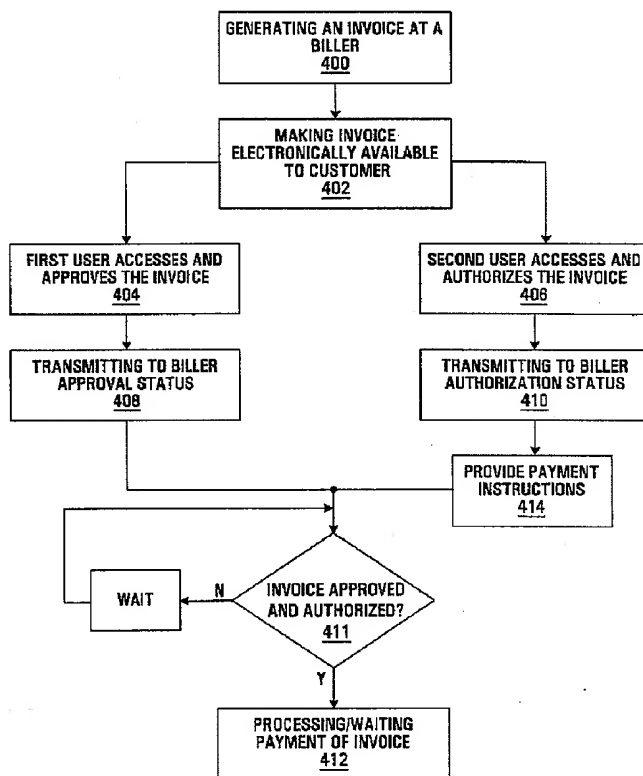 GENERATING AN INVOICE AT A
BILLER
400
MAKING INVOICE
ELECTRONICALLY AVAILABLE
TO CUSTOMER
402
FIRST USER ACCESSES AND
APPROVES THE INVOICE
404
SECOND USER ACCESSES AND
AUTHORIZES THE INVOICE
406
TRANSMITTING TO BILLER
APPROVAL STATUS
408
TRANSMITTING TO BILLER
AUTHORIZATION STATUS
410
PROVIDE PAYMENT
INSTRUCTIONS
414
WAIT
N
INVOICE APPROVED
AND AUTHORIZED?
411
Y
PROCESSING/WAITING
PAYMENT OF INVOICE
412